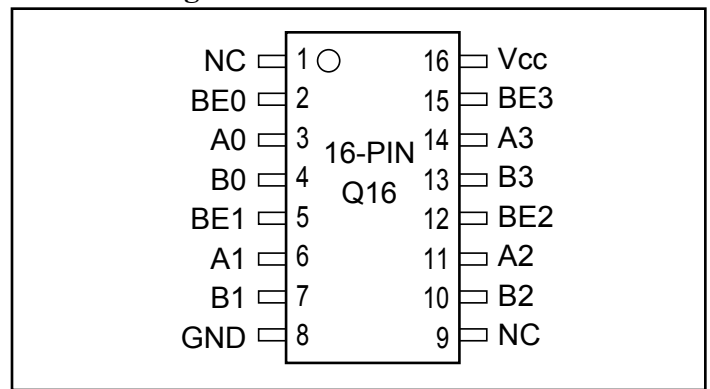 NC 1 16 Vcc
BE0 2 15 BE3
A0 3 14 A3
16-PIN
B0 4 13 B3
Q16
BE1 5 12 BE2
A1 6 11 A2
B1 7 10 B2
GND 8 9 NC